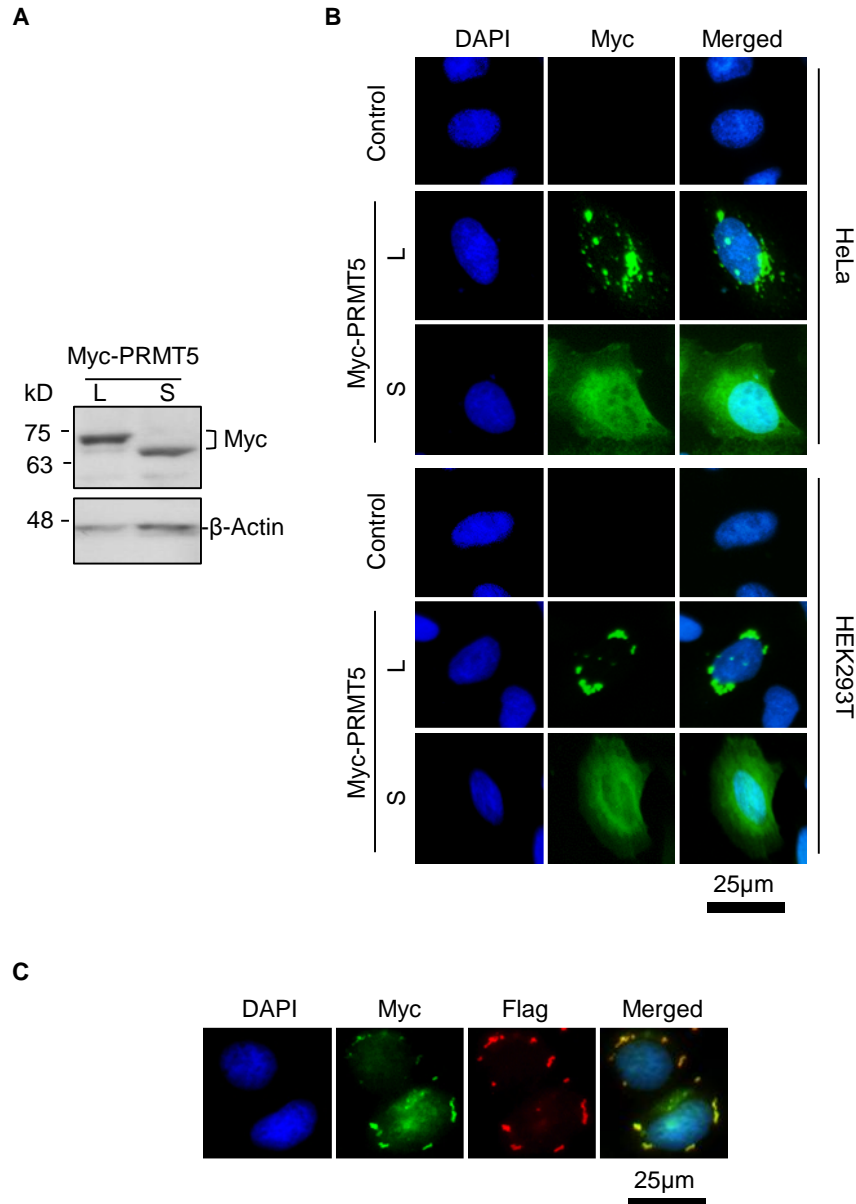 A
Myc-PRMT5
kD
L
S
75
Myc
63
48
β-Actin
B
DAPI
Myc
Merged
Control
Myc-PRMT5
L
S
HeLa
Control
Myc-PRMT5
L
S
HEK293T
25μm
C
DAPI
Myc
Flag
Merged
25μm